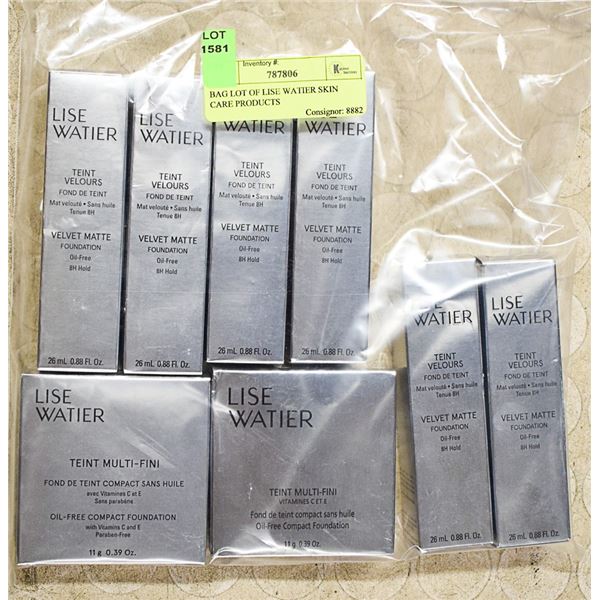 LOT
1581
Inventory #:
787806
BAG LOT OF LISE WATIER SKIN
CARE PRODUCTS
Consignor: 8882
LISE
WATIER
TEINT
VELOURS
FOND DE TEINT
Mat velouté • Sans huile
Tenue 8H
VELVET MATTE
FOUNDATION
Oil-Free
8H Hold
26 mL 0.88 Fl. Oz.
LISE
WATIER
TEINT
VELOURS
FOND DE TEINT
Mat velouté • Sans huile
Tenue 8H
VELVET MATTE
FOUNDATION
Oil-Free
8H Hold
26 mL 0.88 Fl. Oz.
WATIER
TEINT
VELOURS
FOND DE TEINT
Mat velouté • Sans huile
Tenue 8H
VELVET MATTE
FOUNDATION
Oil-Free
8H Hold
26 mL 0.88 Fl. Oz.
WATIER
TEINT
VELOURS
FOND DE TEINT
Mat velouté • Sans huile
Tenue 8H
VELVET MATTE
FOUNDATION
Oil-Free
8H Hold
26 mL 0.88 Fl. Oz.
LISE
WATIER
TEINT
VELOURS
FOND DE TEINT
Mat velouté • Sans huile
Tenue 8H
VELVET MATTE
FOUNDATION
Oil-Free
8H Hold
26 mL 0.88 Fl. Oz.
LISE
WATIER
TEINT
VELOURS
FOND DE TEINT
Mat velouté • Sans huile
Tenue 8H
VELVET MATTE
FOUNDATION
Oil-Free
8H Hold
26 mL 0.88 Fl. Oz.
LISE
WATIER
TEINT MULTI-FINI
FOND DE TEINT COMPACT SANS HUILE
avec Vitamines C et E
Sans parabène
OIL-FREE COMPACT FOUNDATION
with Vitamins C and E
Paraben-Free
11 g 0.39 Oz.
LISE
WATIER
TEINT MULTI-FINI
VITAMINES C ET E
Fond de teint compact sans huile
Oil-Free Compact Foundation
11 g 0.39 Oz.